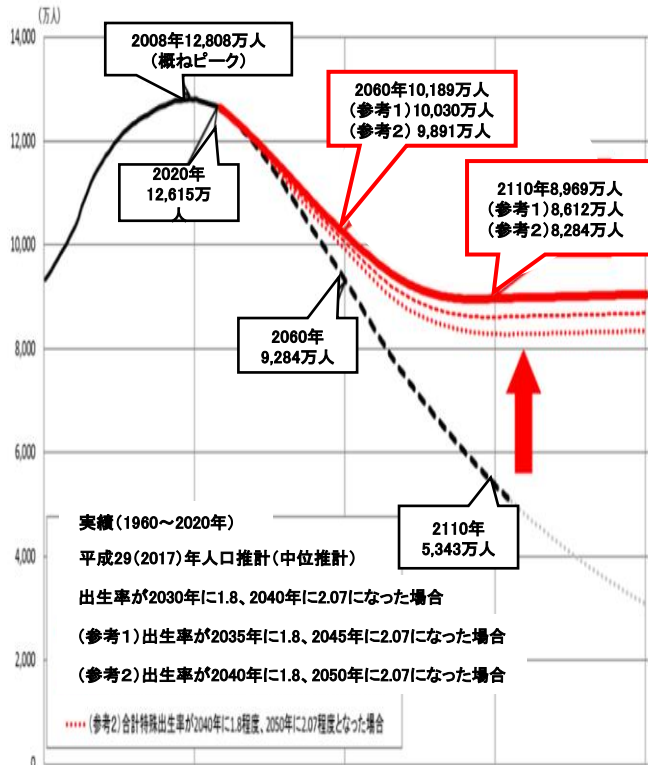 (万人)
14,000
12,000
10,000
8,000
6,000
4,000
2,000
0
2008年12,808万人
(概ねピーク)
2020年
12,615万
人
2060年10,189万人
(参考1)10,030万人
(参考2) 9,891万人
2110年8,969万人
(参考1)8,612万人
(参考2)8,284万人
2060年
9,284万人
2110年
5,343万人
実績(1960～2020年)
平成29(2017)年人口推計(中位推計)
出生率が2030年に1.8、2040年に2.07になった場合
(参考1)出生率が2035年に1.8、2045年に2.07になった場合
(参考2)出生率が2040年に1.8、2050年に2.07になった場合
(参考2)合計特殊出生率が2040年に1.8程度、2050年に2.07程度となった場合